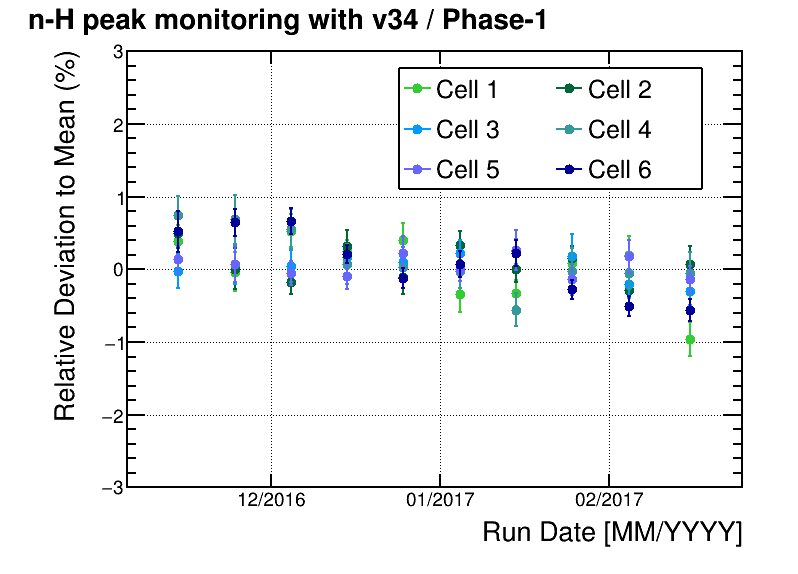 n-H peak monitoring with v34 / Phase-1
Relative Deviation to Mean (%)
3
2
1
0
−1
−2
−3
Cell 1
Cell 2
Cell 3
Cell 4
Cell 5
Cell 6
12/2016
01/2017
02/2017
Run Date [MM/YYYY]